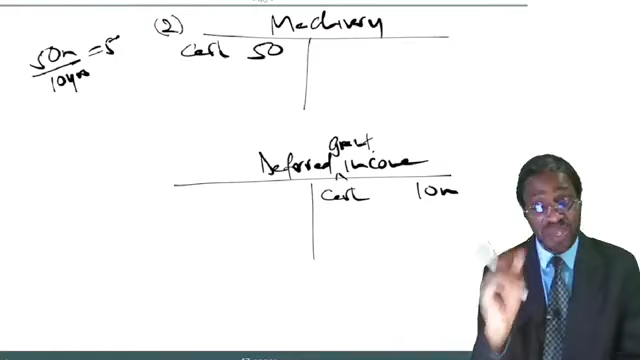 (2) Machinery
50m = 5
10yrs
Cash 50
grant
Deferred ^ income
Cash 10m